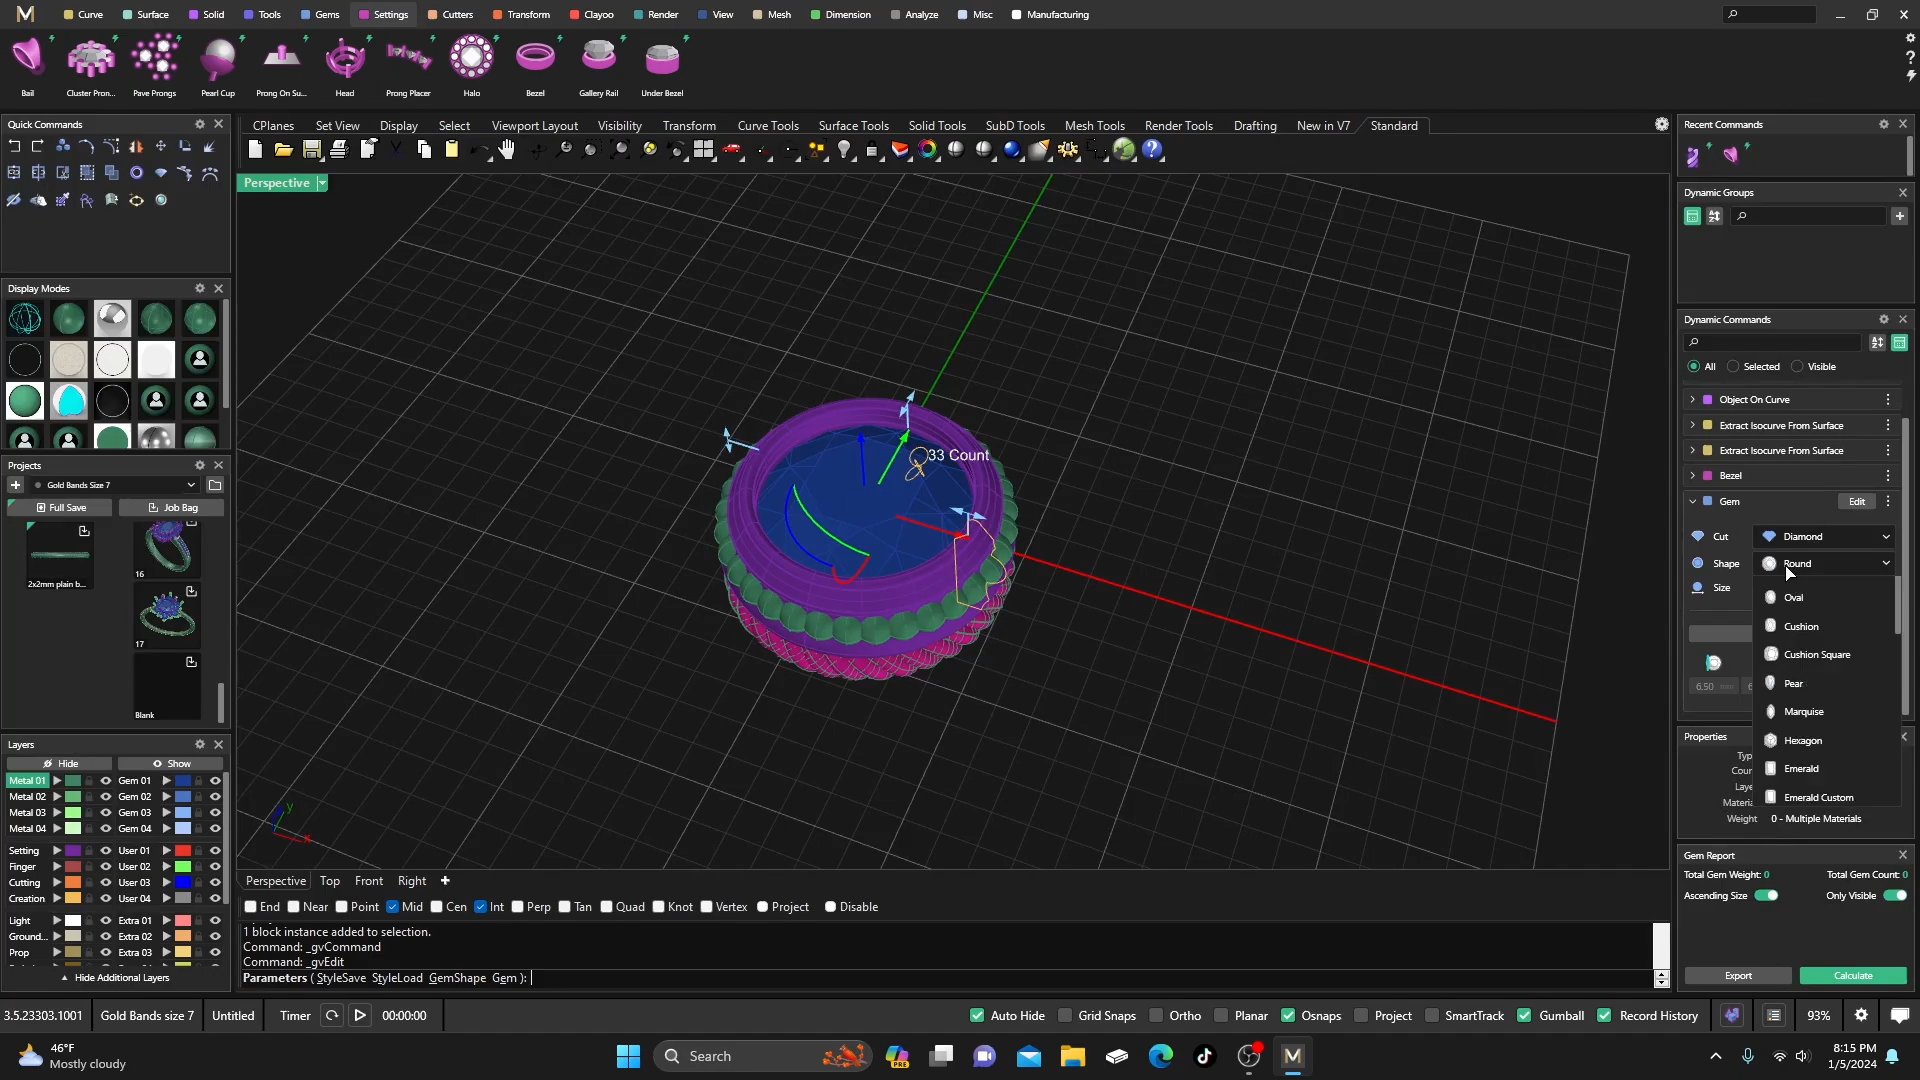 Curve Surface Solid Tools Gems Settings Cutters Transform Clayoo Render View Mesh Dimension Analyze Misc Manufacturing
Bail Cluster Pron... Pave Prongs Pearl Cup Prong On Su... Head Prong Placer Halo Bezel Gallery Rail Under Bezel
Quick Commands
CPlanes Set View Display Select Viewport Layout Visibility Transform Curve Tools Surface Tools Solid Tools SubD Tools Mesh Tools Render Tools Drafting New in V7 Standard
Perspective
33 Count
Display Modes
Projects
Gold Bands Size 7
Full Save Job Bag
2x2mm plain b...
16
17
Blank
Layers
Hide Show
Metal 01 Gem 01
Metal 02 Gem 02
Metal 03 Gem 03
Metal 04 Gem 04
Setting User 01
Finger User 02
Cutting User 03
Creation User 04
Light Extra 01
Ground... Extra 02
Prop Extra 03
Hide Additional Layers
y
x
Perspective Top Front Right
End Near Point Mid Cen Int Perp Tan Quad Knot Vertex Project Disable
1 block instance added to selection.
Command: _gvCommand
Command: _gvEdit
Parameters ( StyleSave StyleLoad GemShape Gem ):
Recent Commands
Dynamic Groups
Dynamic Commands
All Selected Visible
Object On Curve
Extract Isocurve From Surface
Extract Isocurve From Surface
Bezel
Gem Edit
Cut Diamond
Shape Round
Size
Oval
Cushion
Cushion Square
Pear
Marquise
Hexagon
Emerald
Emerald Custom
6.50 mm 6
Properties
Typ
Cour
Laye
Materia
Weight 0 - Multiple Materials
Gem Report
Total Gem Weight: 0 Total Gem Count: 0
Ascending Size Only Visible
Export Calculate
3.5.23303.1001 Gold Bands size 7 Untitled Timer 00:00:00 Auto Hide Grid Snaps Ortho Planar Osnaps Project SmartTrack Gumball Record History 93%
46°F
Mostly cloudy
Search
PRE
8:15 PM
1/5/2024